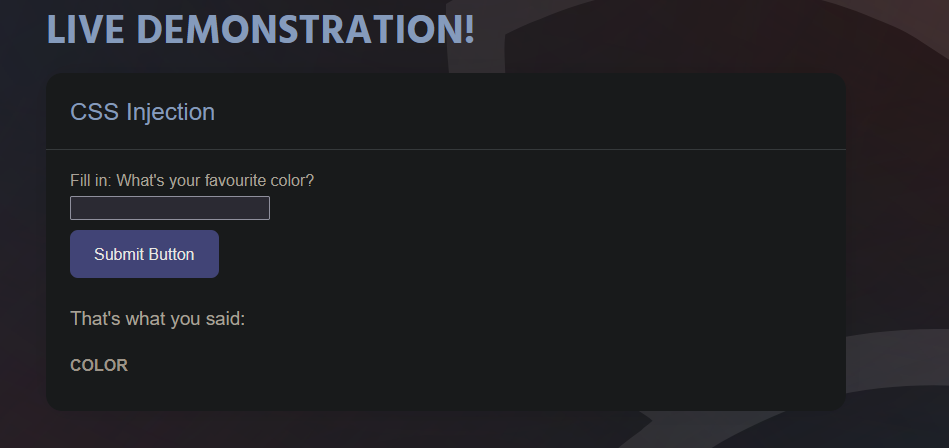 LIVE DEMONSTRATION!
CSS Injection
Fill in: What's your favourite color?
Submit Button
That's what you said:
COLOR